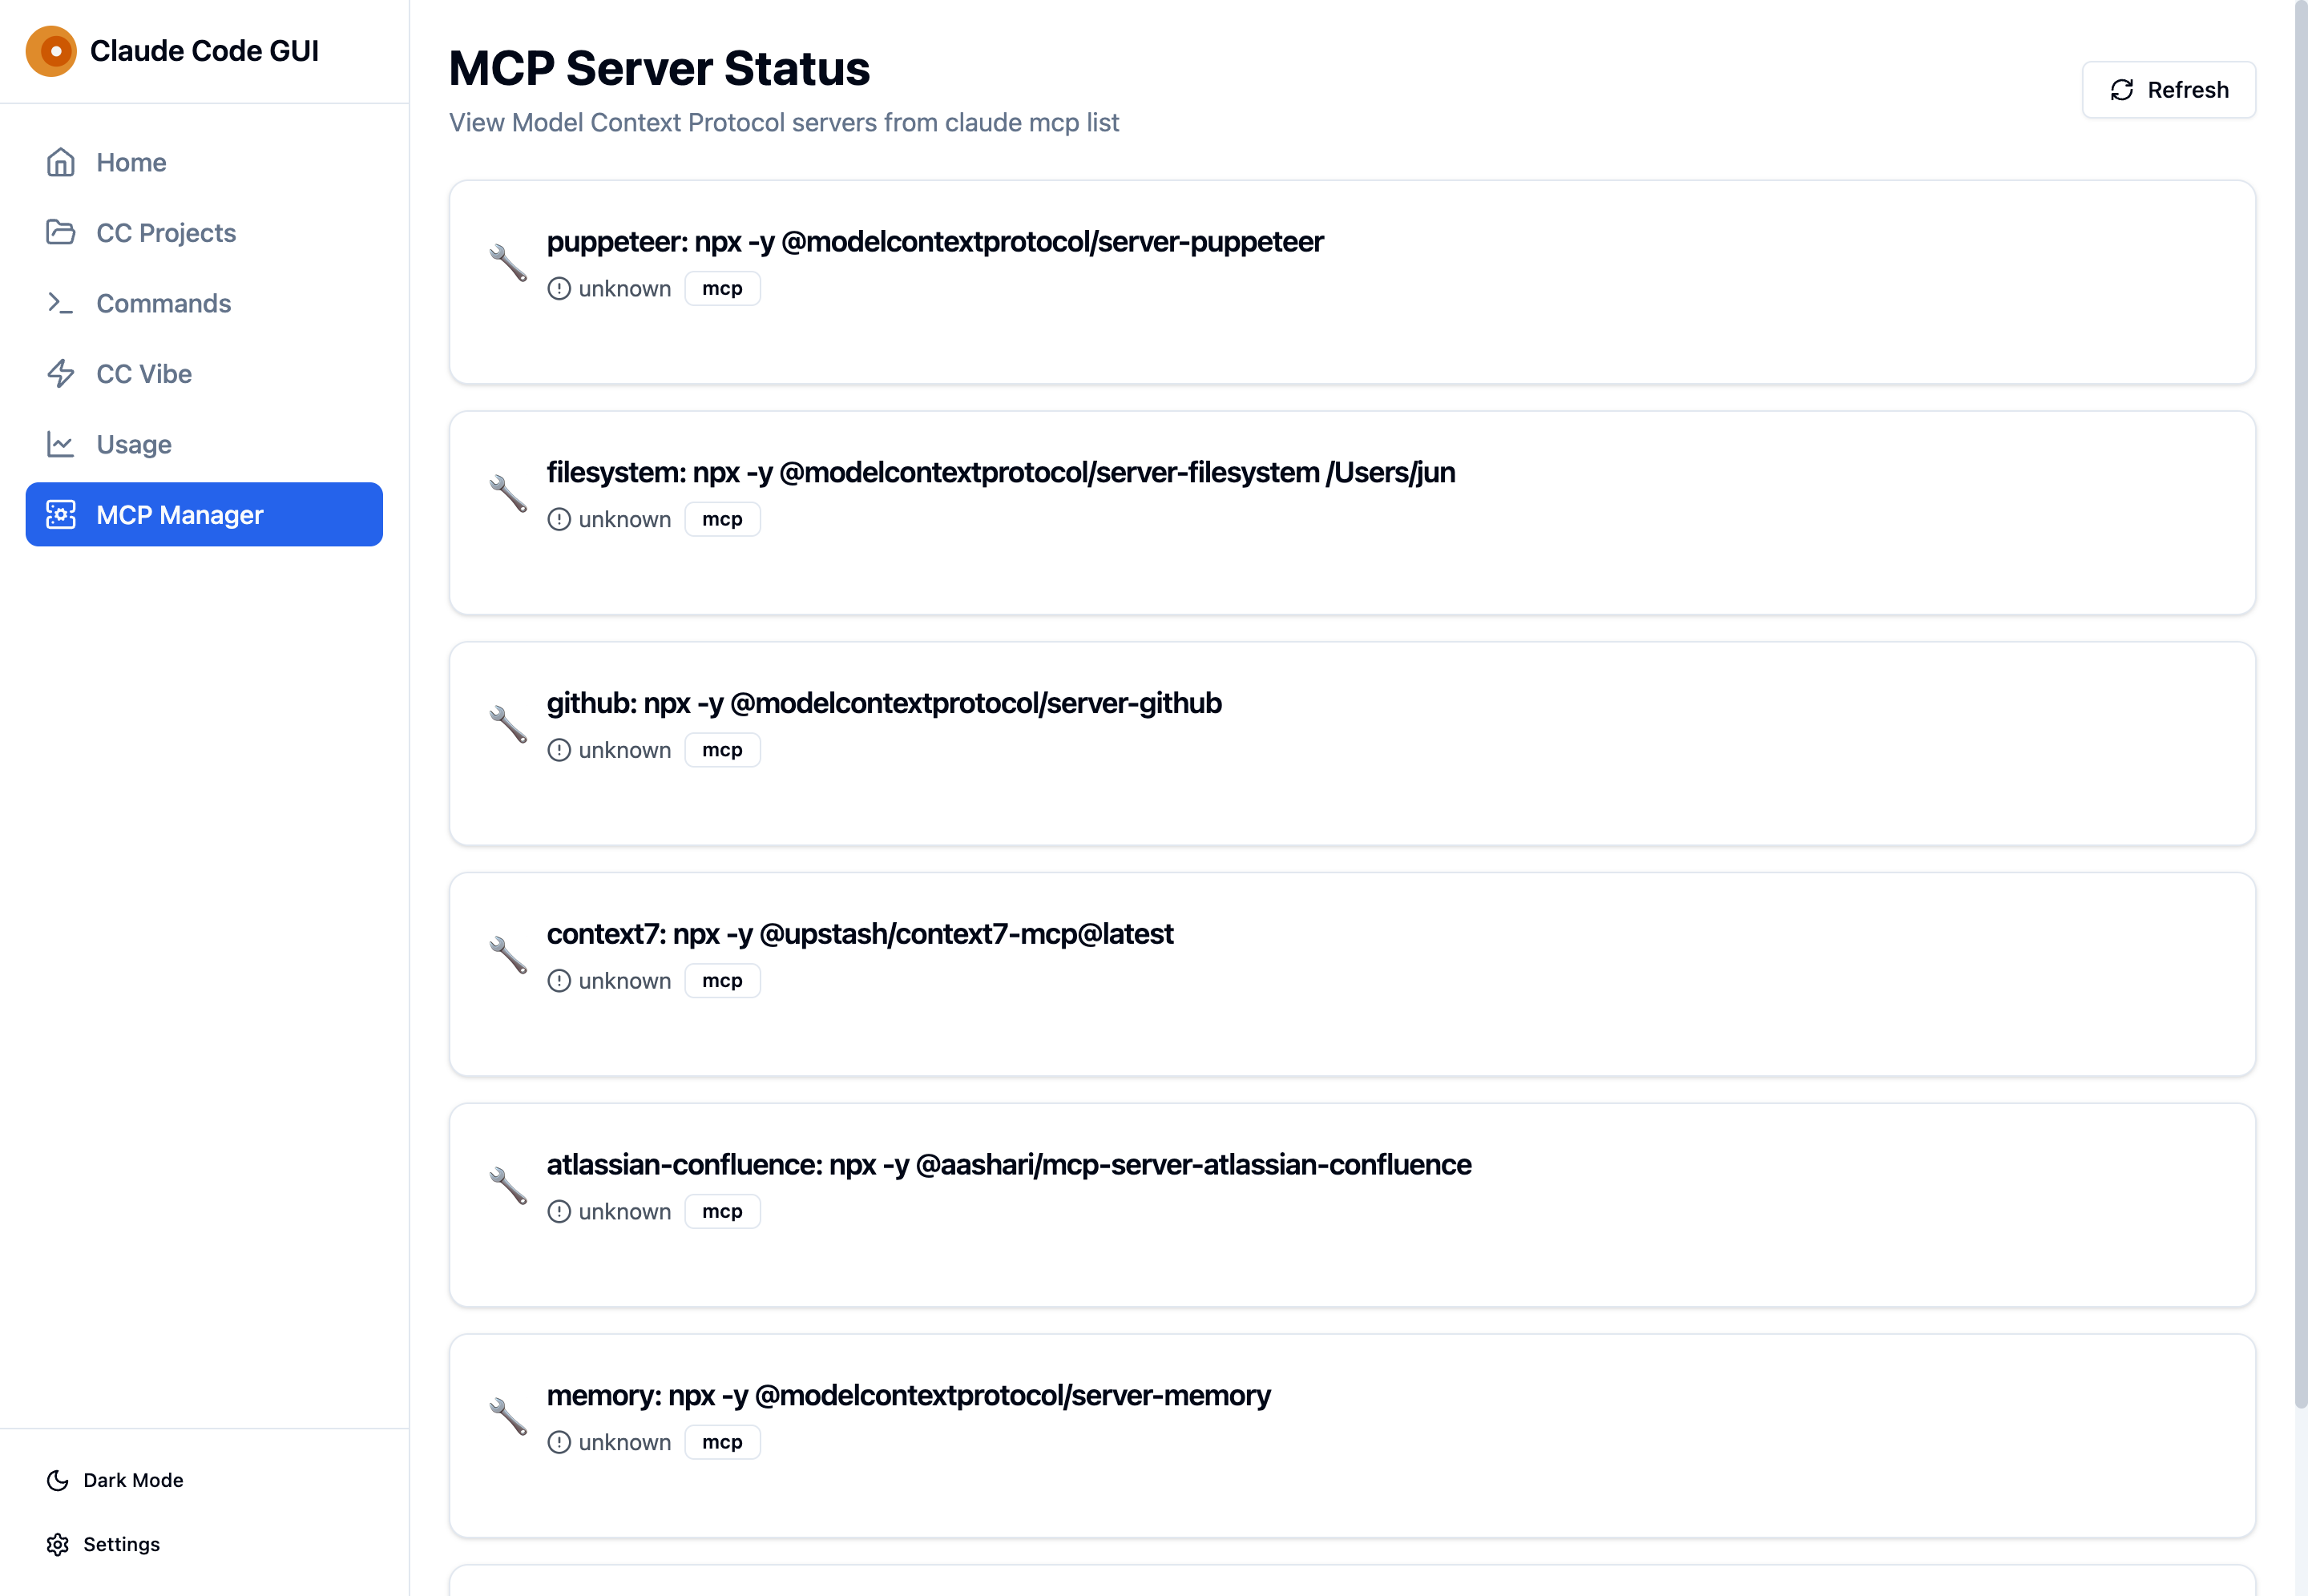 Claude Code GUI
Home
CC Projects
Commands
CC Vibe
Usage
MCP Manager
Dark Mode
Settings
MCP Server Status
View Model Context Protocol servers from claude mcp list
Refresh
puppeteer: npx -y @modelcontextprotocol/server-puppeteer
unknown mcp
filesystem: npx -y @modelcontextprotocol/server-filesystem /Users/jun
unknown mcp
github: npx -y @modelcontextprotocol/server-github
unknown mcp
context7: npx -y @upstash/context7-mcp@latest
unknown mcp
atlassian-confluence: npx -y @aashari/mcp-server-atlassian-confluence
unknown mcp
memory: npx -y @modelcontextprotocol/server-memory
unknown mcp